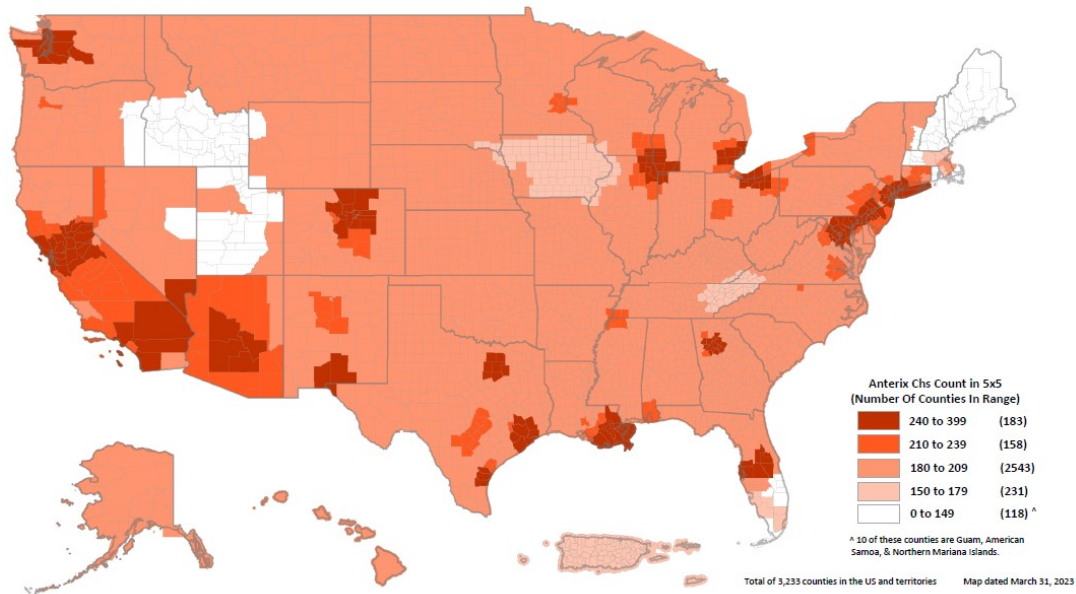 Anterix Chs Count in 5x5
(Number Of Counties In Range)
240 to 399 (183)
210 to 239 (158)
180 to 209 (2543)
150 to 179 (231)
0 to 149 (118) ^
^ 10 of these counties are Guam, American
Samoa, & Northern Mariana Islands.
Total of 3,233 counties in the US and territories Map dated March 31, 2023